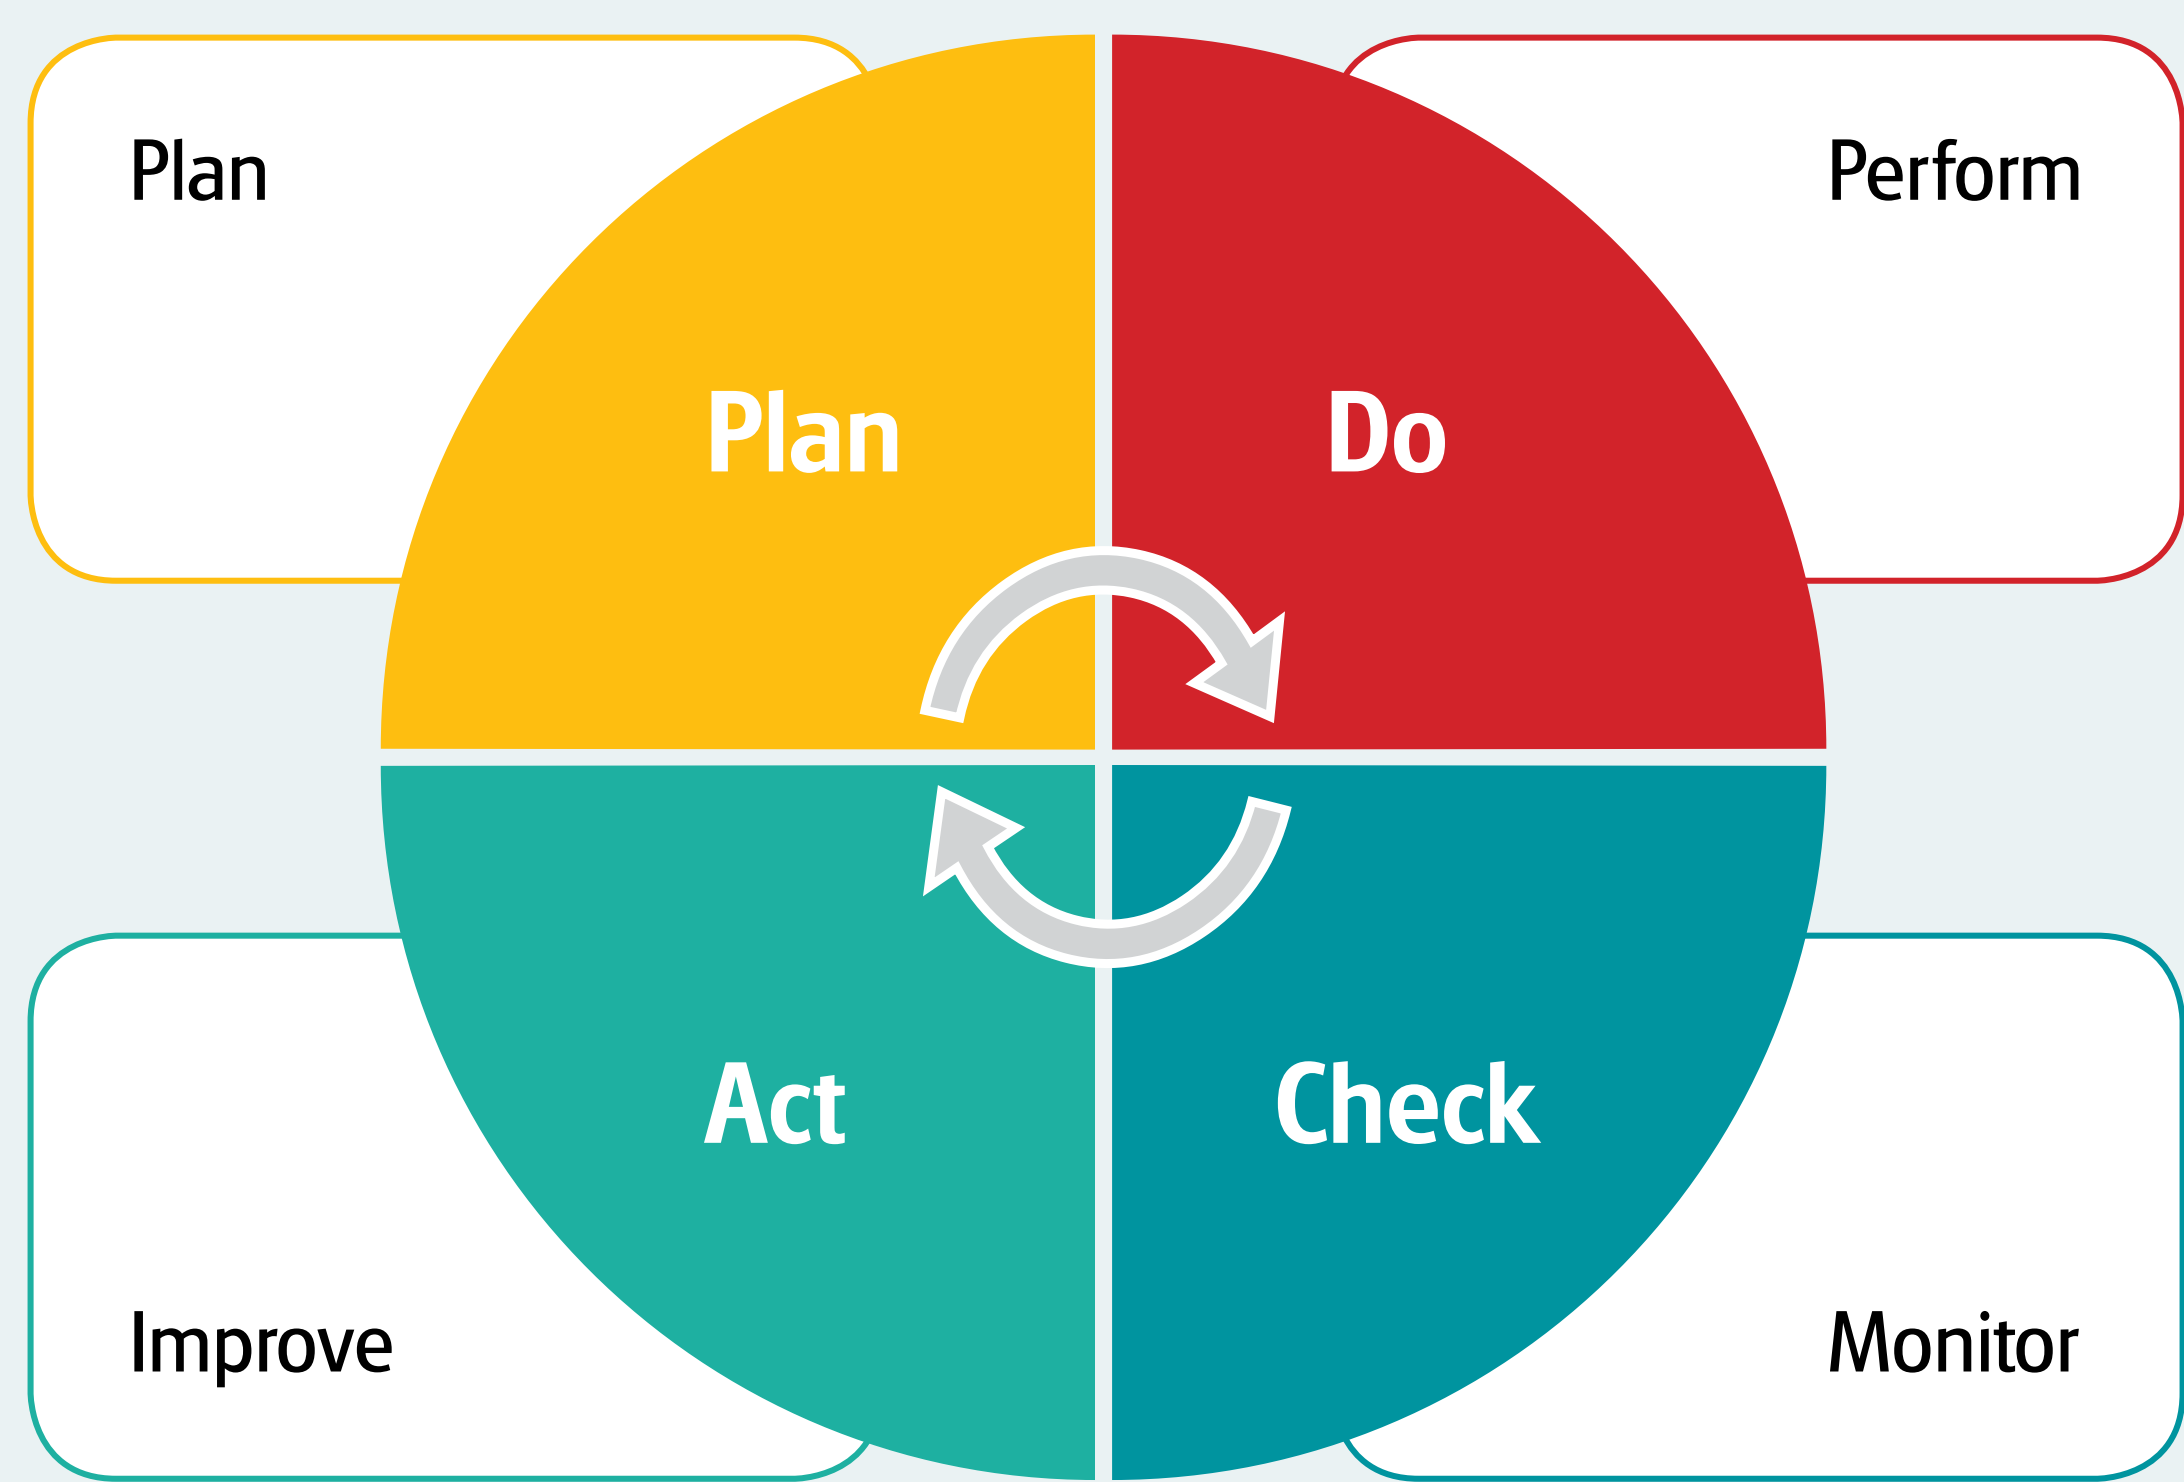 Plan
Perform
Plan
Do
Act
Check
Improve
Monitor